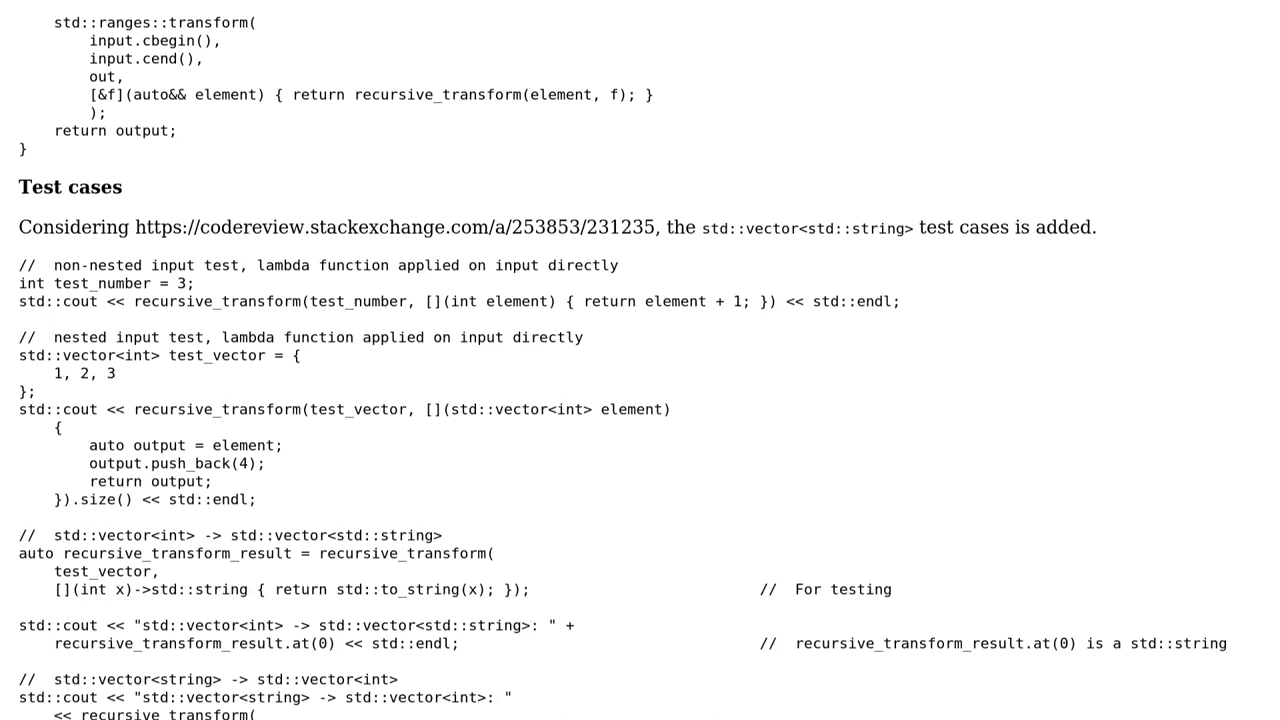 std::ranges::transform(
        input.cbegin(),
        input.cend(),
        out,
        [&f](auto&& element) { return recursive_transform(element, f); }
        );
    return output;
}
Test cases
Considering https://codereview.stackexchange.com/a/253853/231235, the std::vector<std::string> test cases is added.
//  non-nested input test, lambda function applied on input directly
int test_number = 3;
std::cout << recursive_transform(test_number, [](int element) { return element + 1; }) << std::endl;

//  nested input test, lambda function applied on input directly
std::vector<int> test_vector = {
    1, 2, 3
};
std::cout << recursive_transform(test_vector, [](std::vector<int> element)
    {
        auto output = element;
        output.push_back(4);
        return output;
    }).size() << std::endl;

//  std::vector<int> -> std::vector<std::string>
auto recursive_transform_result = recursive_transform(
    test_vector,
    [](int x)->std::string { return std::to_string(x); });                          //  For testing

std::cout << "std::vector<int> -> std::vector<std::string>: " +
    recursive_transform_result.at(0) << std::endl;                                  //  recursive_transform_result.at(0) is a std::string

//  std::vector<string> -> std::vector<int>
std::cout << "std::vector<string> -> std::vector<int>: "
    << recursive_transform(